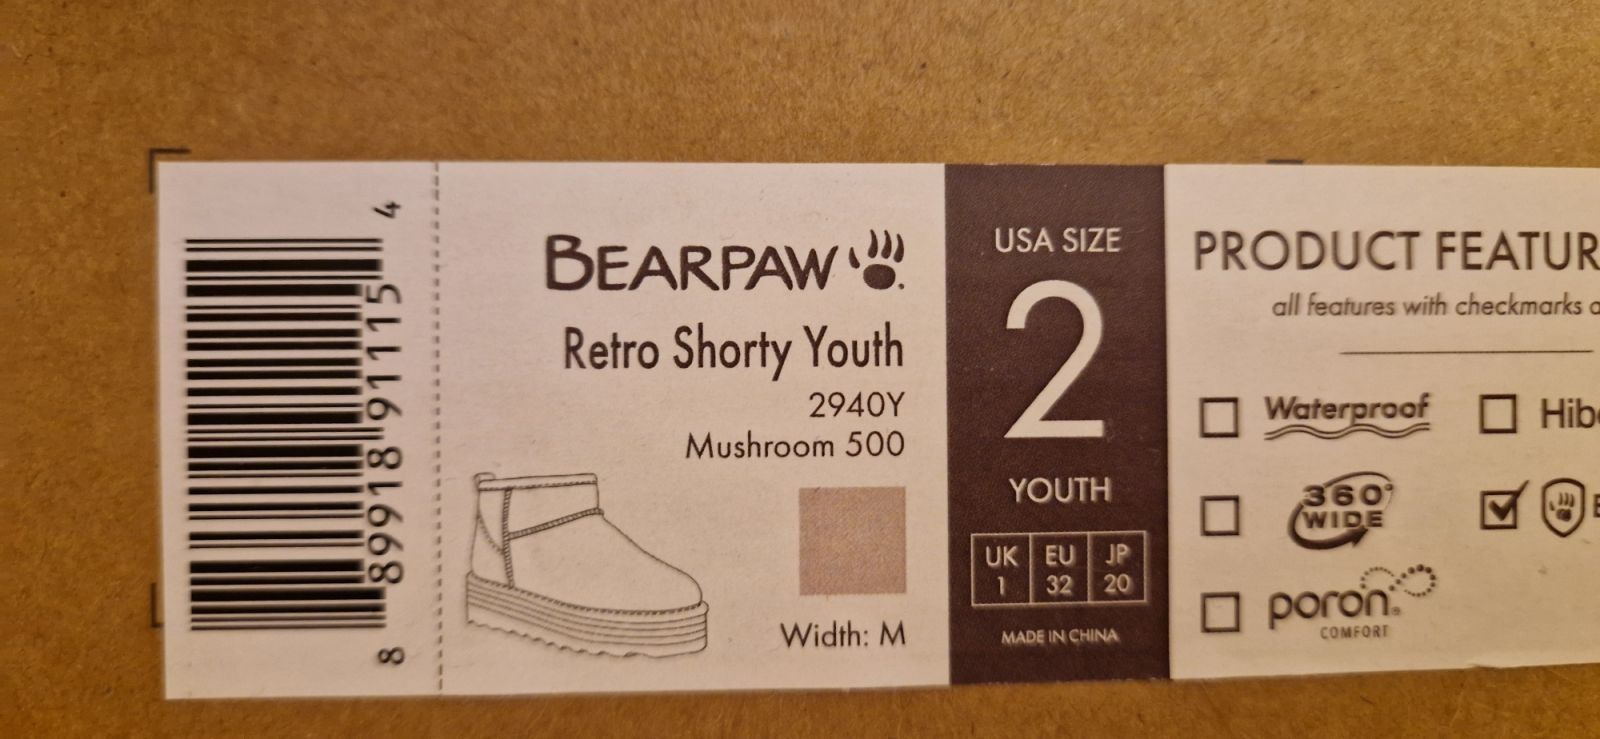 8 89918 91115 4
BEARPAW
Retro Shorty Youth
2940Y
Mushroom 500
Width: M
USA SIZE
2
YOUTH
UK EU JP
1 32 20
MADE IN CHINA
PRODUCT FEATUR
all features with checkmarks a
Waterproof
Hib
360°
WIDE
poron®
COMFORT